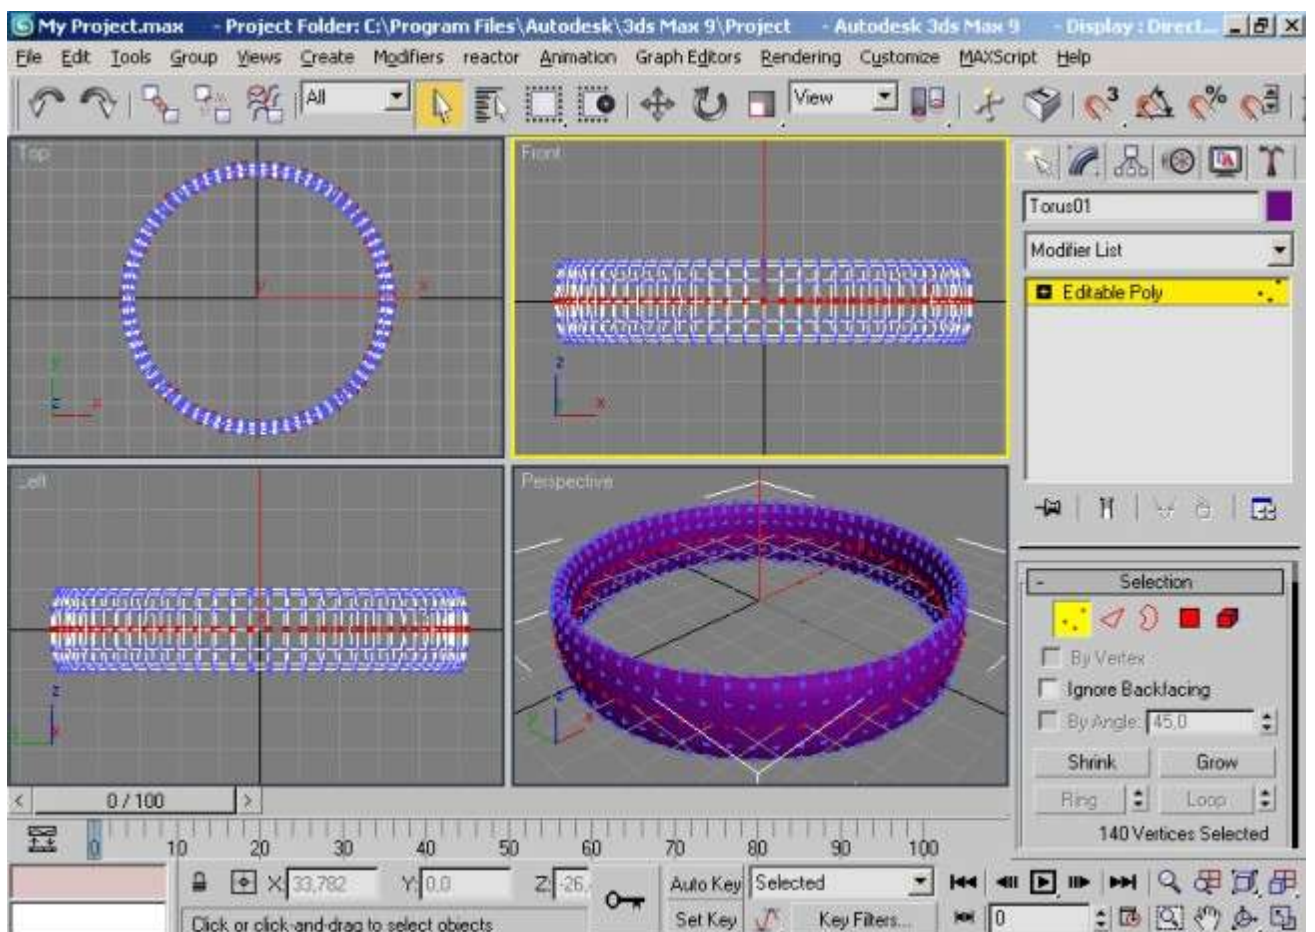 My Project.max - Project Folder: C:\Program Files\Autodesk\3ds Max 9\Project - Autodesk 3ds Max 9 - Display : Direct...
File Edit Tools Group Views Create Modifiers reactor Animation Graph Editors Rendering Customize MAXScript Help
All View 3 %
Top Front
Torus01
Modifier List
Editable Poly
y x
z x
y z x
Left Perspective
Selection
By Vertex
Ignore Backfacing
By Angle: 45,0
Shrink Grow
Ring Loop
140 Vertices Selected
z x
y x
< 0 / 100 >
0 10 20 30 40 50 60 70 80 90 100
X: 33,782 Y: 0,0 Z: -26, Auto Key Selected
Click or click-and-drag to select objects Set Key Key Filters... 0